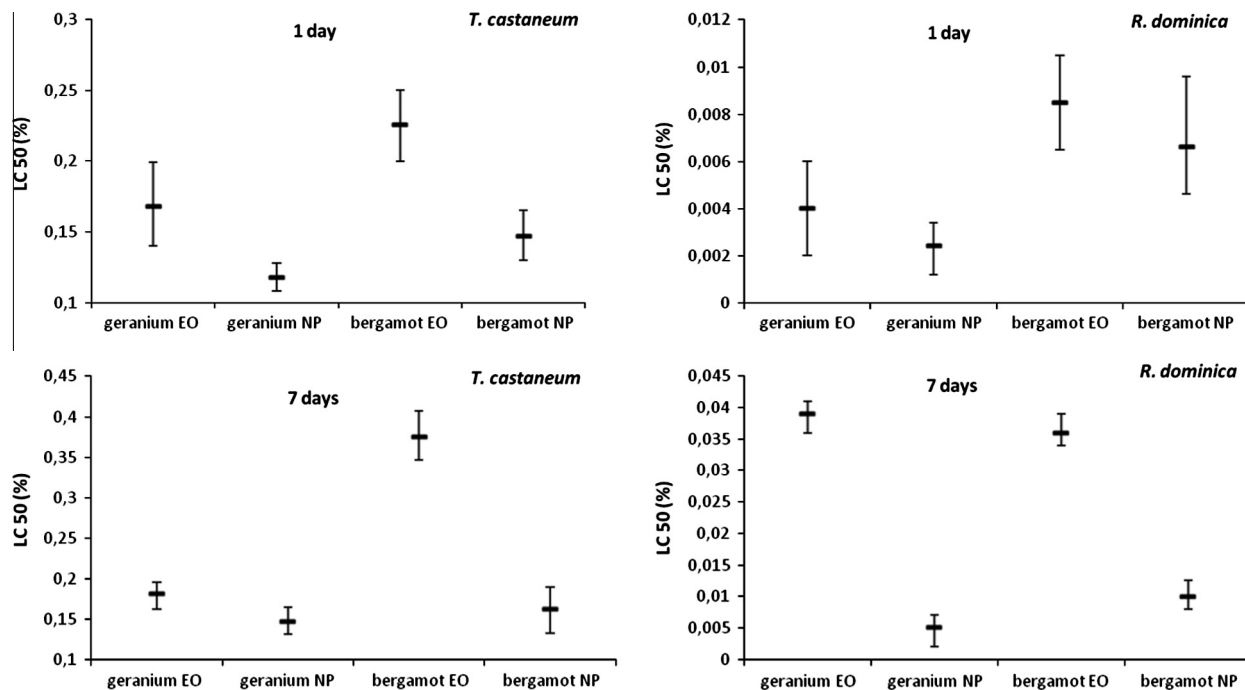 T. castaneum
1 day
LC 50 (%)
0,3
0,25
0,2
0,15
0,1
geranium EO geranium NP bergamot EO bergamot NP
R. dominica
1 day
LC 50 (%)
0,012
0,01
0,008
0,006
0,004
0,002
0
geranium EO geranium NP bergamot EO bergamot NP
T. castaneum
7 days
LC 50 (%)
0,45
0,4
0,35
0,3
0,25
0,2
0,15
0,1
geranium EO geranium NP bergamot EO bergamot NP
R. dominica
7 days
LC 50 (%)
0,045
0,04
0,035
0,03
0,025
0,02
0,015
0,01
0,005
0
geranium EO geranium NP bergamot EO bergamot NP